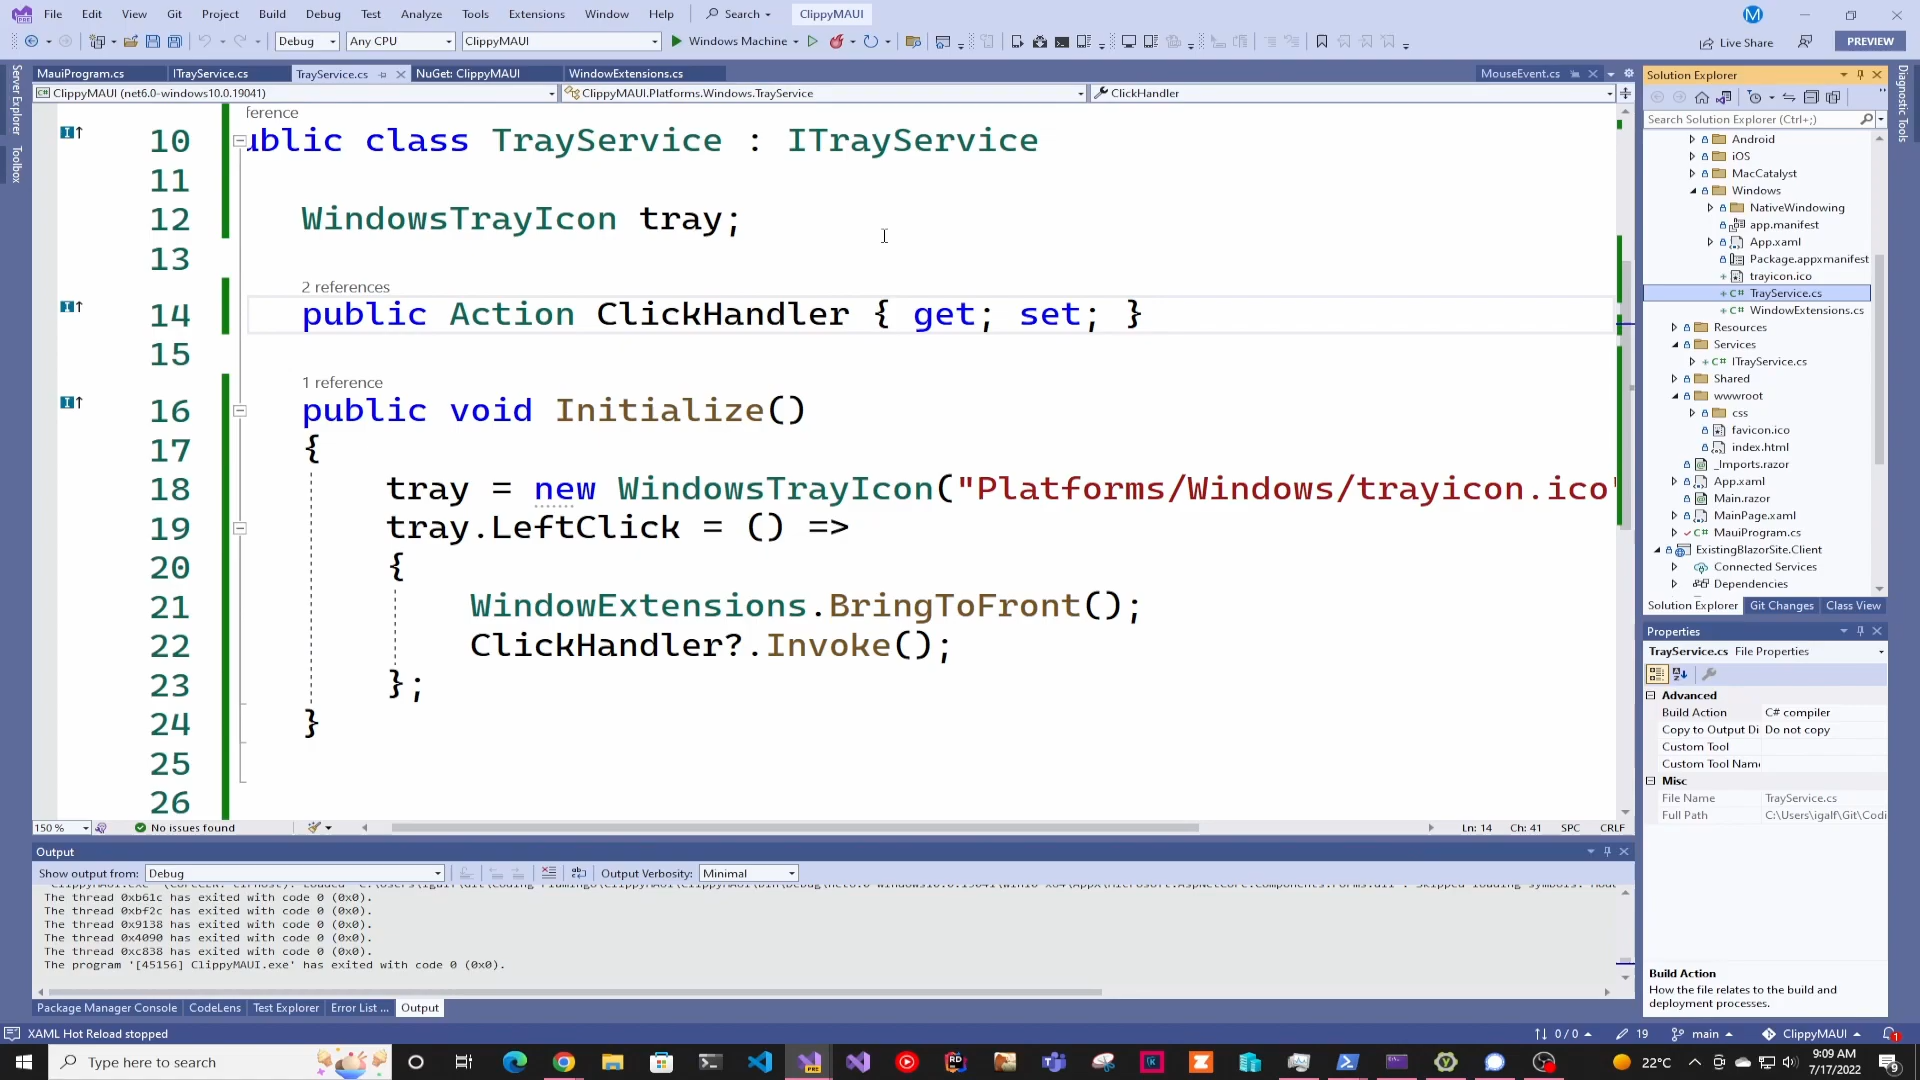 File Edit View Git Project Build Debug Test Analyze Tools Extensions Window Help Search ClippyMAUI
Debug Any CPU ClippyMAUI Windows Machine Live Share PREVIEW
MauiProgram.cs ITrayService.cs TrayService.cs NuGet: ClippyMAUI WindowExtensions.cs MouseEvent.cs
ClippyMAUI (net6.0-windows10.0.19041) ClippyMAUI.Platforms.Windows.TrayService ClickHandler
Server Explorer
Toolbox
ference
10 ublic class TrayService : ITrayService
11
12 WindowsTrayIcon tray;
13
2 references
14 public Action ClickHandler { get; set; }
15
1 reference
16 public void Initialize()
17 {
18 tray = new WindowsTrayIcon("Platforms/Windows/trayicon.ico"
19 tray.LeftClick = () =>
20 {
21 WindowExtensions.BringToFront();
22 ClickHandler?.Invoke();
23 };
24 }
25
26
150 % No issues found Ln: 14 Ch: 41 SPC CRLF
Output
Show output from: Debug Output Verbosity: Minimal
The thread 0xb61c has exited with code 0 (0x0).
The thread 0xbf2c has exited with code 0 (0x0).
The thread 0x9138 has exited with code 0 (0x0).
The thread 0x4090 has exited with code 0 (0x0).
The thread 0xc838 has exited with code 0 (0x0).
The program '[45156] ClippyMAUI.exe' has exited with code 0 (0x0).
Package Manager Console CodeLens Test Explorer Error List ... Output
Solution Explorer
Search Solution Explorer (Ctrl+;)
Android
iOS
MacCatalyst
Windows
NativeWindowing
app.manifest
App.xaml
Package.appxmanifest
trayicon.ico
TrayService.cs
WindowExtensions.cs
Resources
Services
ITrayService.cs
Shared
wwwroot
css
favicon.ico
index.html
_Imports.razor
App.xaml
Main.razor
MainPage.xaml
MauiProgram.cs
ExistingBlazorSite.Client
Connected Services
Dependencies
Solution Explorer Git Changes Class View
Properties
TrayService.cs File Properties
Advanced
Build Action C# compiler
Copy to Output Di Do not copy
Custom Tool
Custom Tool Name
Misc
File Name TrayService.cs
Full Path C:\Users\igalf\Git\Codi
Build Action
How the file relates to the build and
deployment processes.
Diagnostic Tools
XAML Hot Reload stopped 0 / 0 19 main ClippyMAUI 1
Type here to search 22°C 9:09 AM
7/17/2022